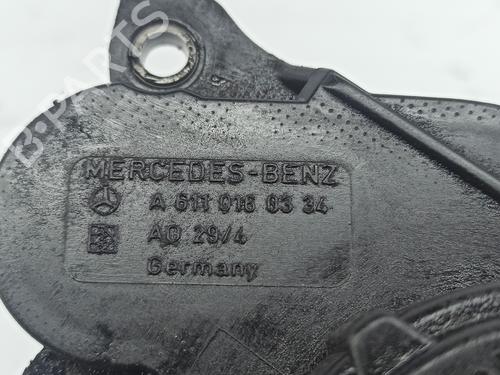 B-PARTS
MERCEDES-BENZ
A 611 016 03 34
AO 29/4
Germany